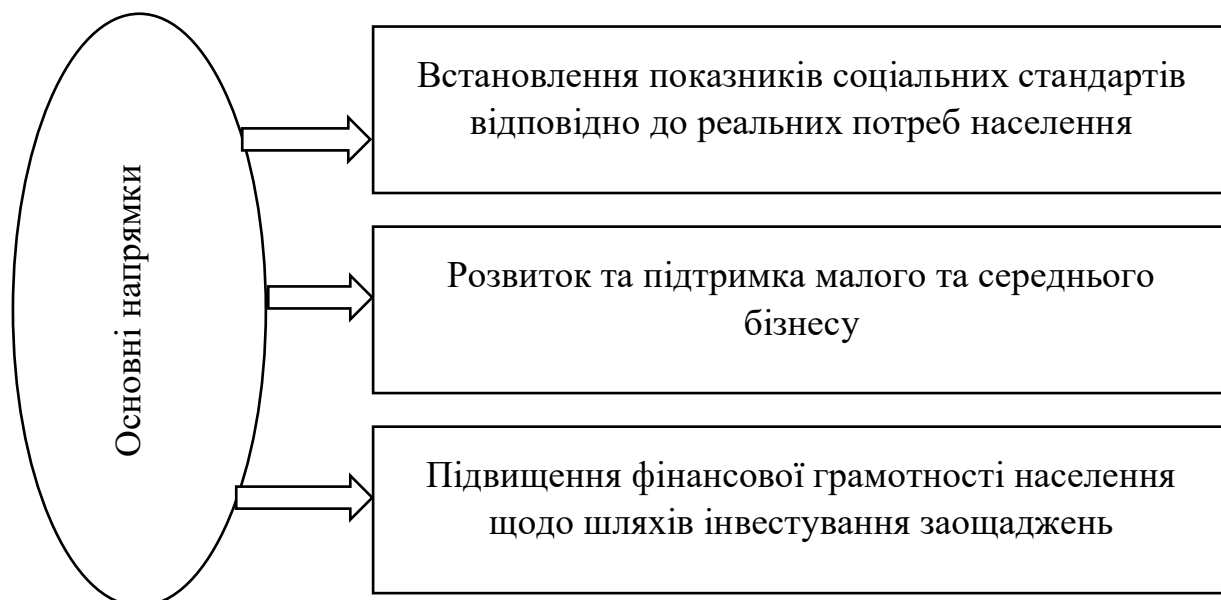 Основні напрямки
Встановлення показників соціальних стандартів
відповідно до реальних потреб населення
Розвиток та підтримка малого та середнього
бізнесу
Підвищення фінансової грамотності населення
щодо шляхів інвестування заощаджень